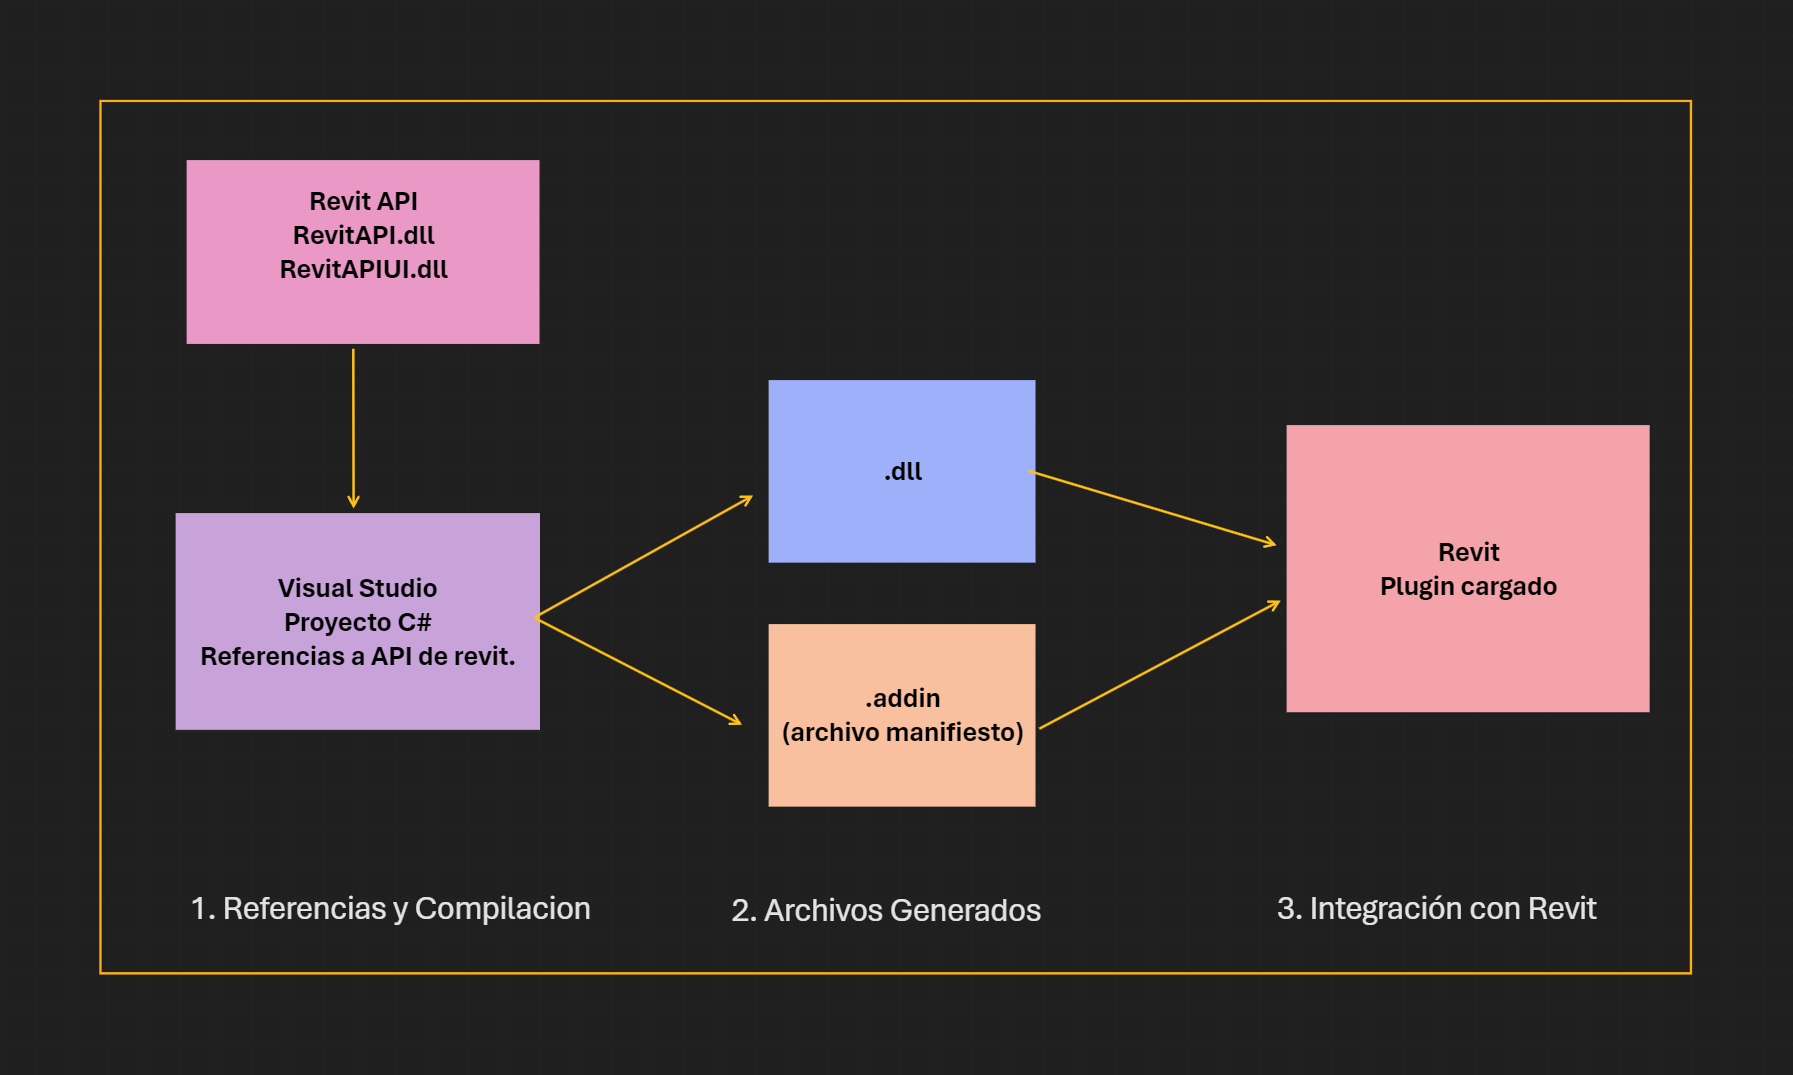 Revit API
RevitAPI.dll
RevitAPIUI.dll
Visual Studio
Proyecto C#
Referencias a API de revit.
.dll
.addin
(archivo manifiesto)
Revit
Plugin cargado
1. Referencias y Compilacion
2. Archivos Generados
3. Integración con Revit